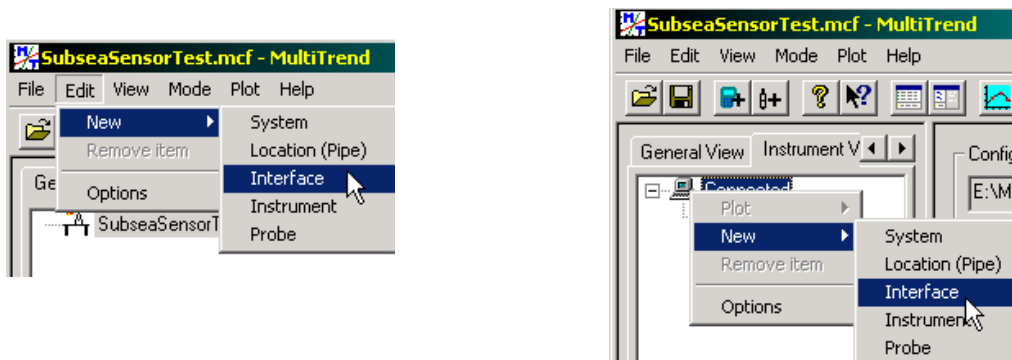 SubseaSensorTest.mcf - MultiTrend
File Edit View Mode Plot Help
New
Remove item
Options
Ge
SubseaSensorT
System
Location (Pipe)
Interface
Instrument
Probe
SubseaSensorTest.mcf - MultiTrend
File Edit View Mode Plot Help
General View Instrument V
Config
E:\M
Connected
Plot
New
Remove item
Options
System
Location (Pipe)
Interface
Instrument
Probe